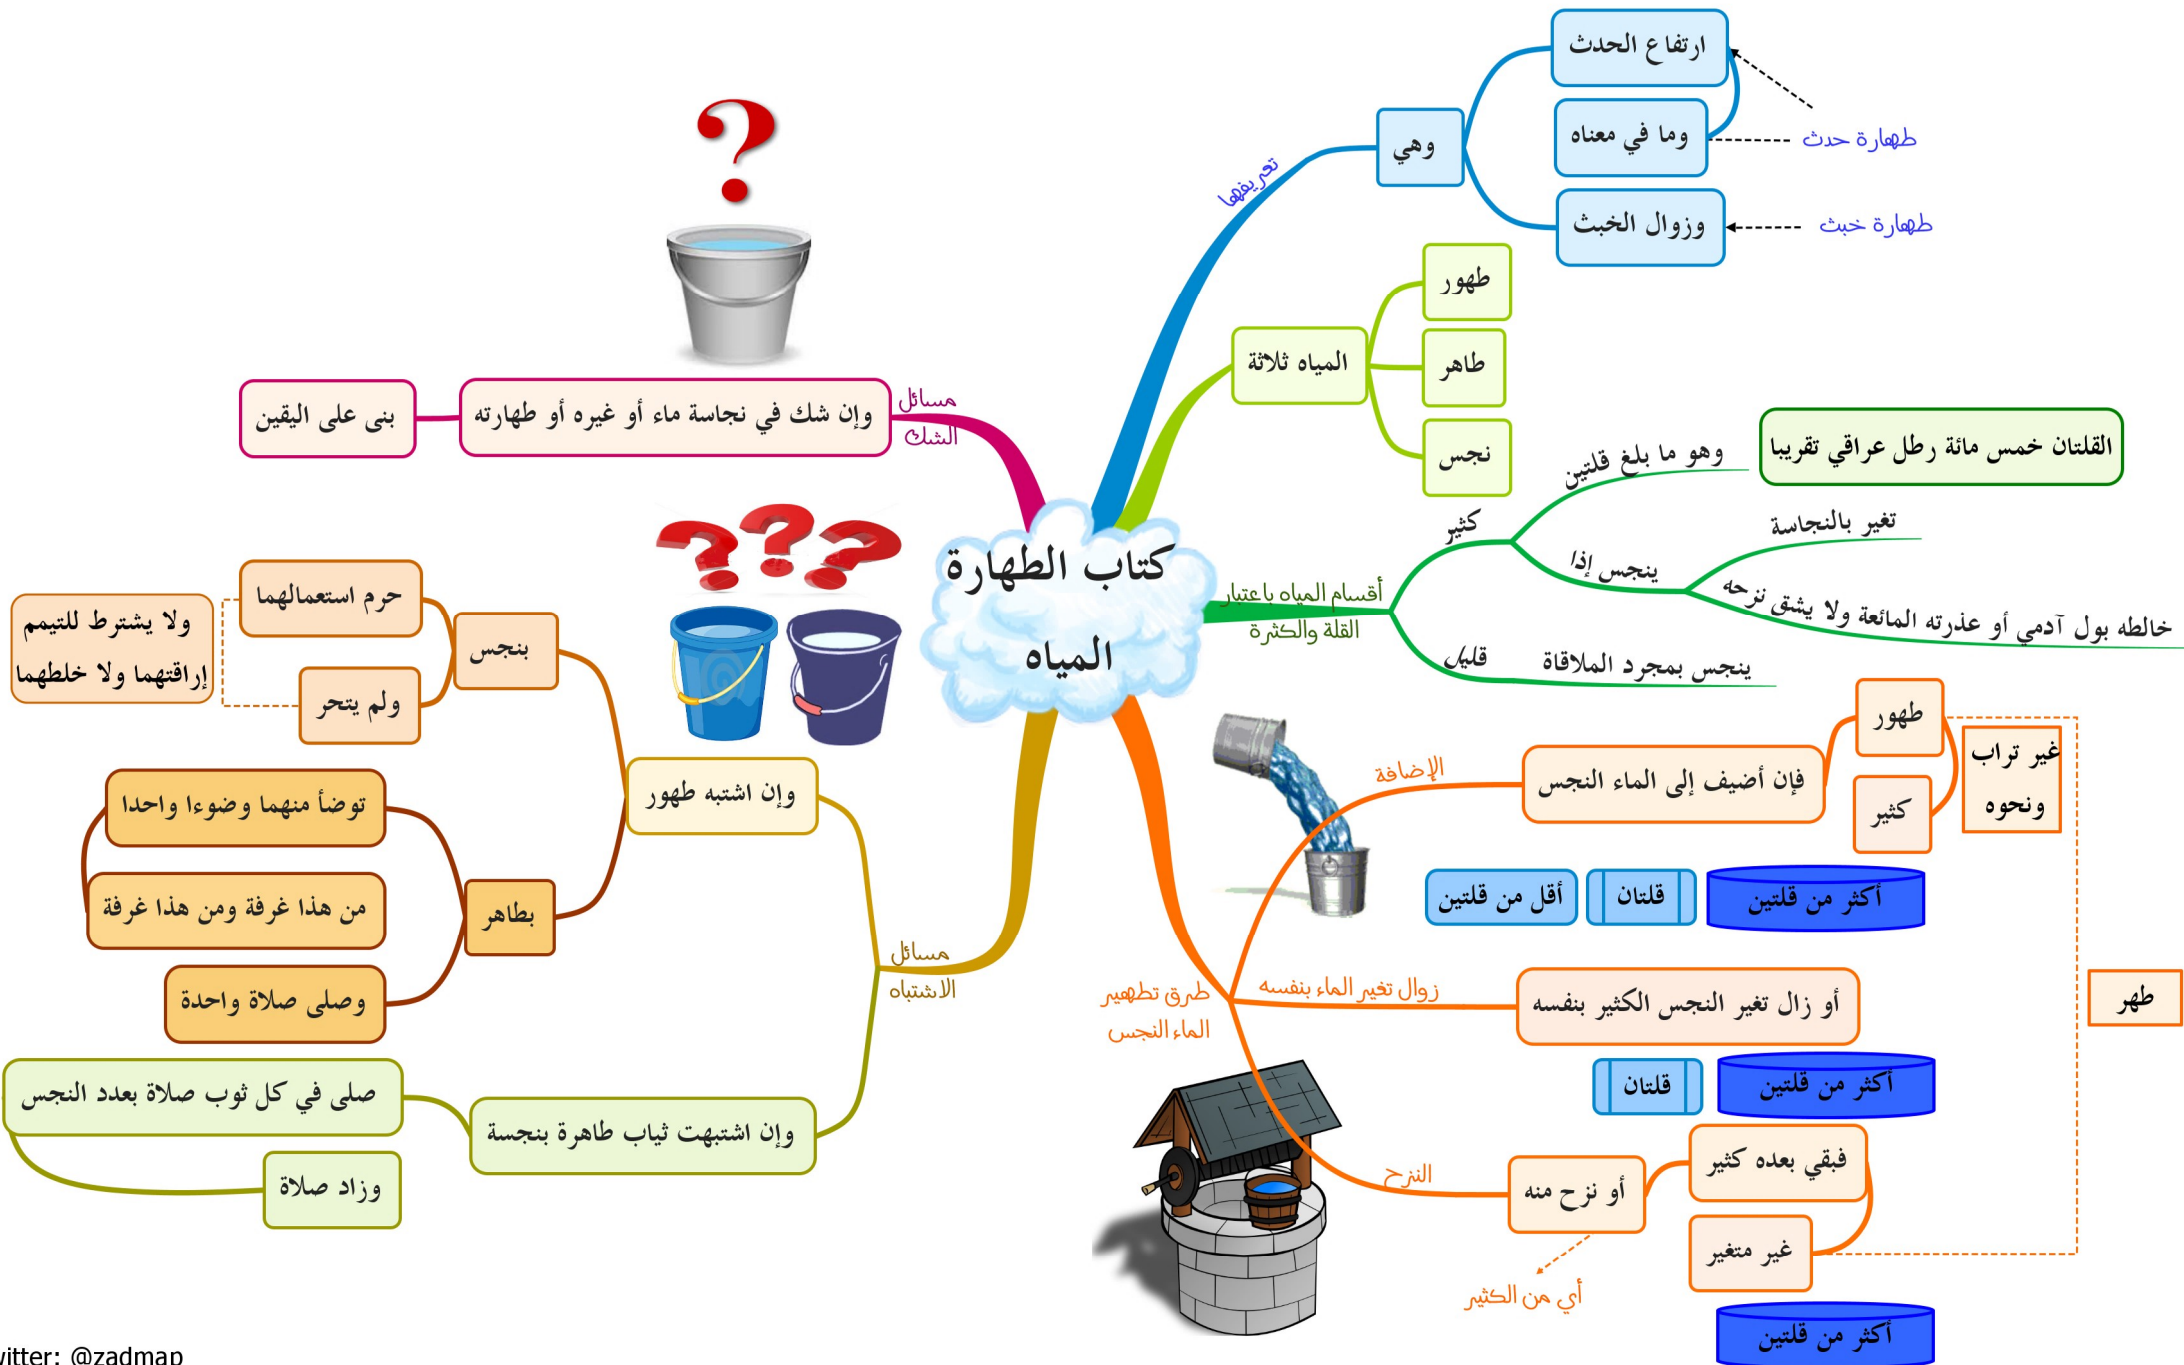 كتاب الطهارة
المياه
تعريفها
وهي
ارتفاع الحدث
وما في معناه
طهارة حدث
وزوال الخبث
طهارة خبث
المياه ثلاثة
طهور
طاهر
نجس
أقسام المياه باعتبار
القلة والكثرة
كثير
وهو ما بلغ قلتين
القلتان خمس مائة رطل عراقي تقريبا
ينجس إذا
تغير بالنجاسة
خالطه بول آدمي أو عذرته المائعة ولا يشق نزحه
قليل
ينجس بمجرد الملاقاة
طرق تطهير
الماء النجس
الإضافة
فإن أضيف إلى الماء النجس
طهور
كثير
غير تراب
ونحوه
أقل من قلتين
قلتان
أكثر من قلتين
زوال تغير الماء بنفسه
أو زال تغير النجس الكثير بنفسه
قلتان
أكثر من قلتين
النزح
أو نزح منه
أي من الكثير
فبقي بعده كثير
غير متغير
أكثر من قلتين
طهر
مسائل
الاشتباه
وإن اشتبه طهور
بنجس
حرم استعمالهما
ولم يتحر
ولا يشترط للتيمم
إراقتهما ولا خلطهما
بطاهر
توضأ منهما وضوءا واحدا
من هذا غرفة ومن هذا غرفة
وصلى صلاة واحدة
وإن اشتبهت ثياب طاهرة بنجسة
صلى في كل ثوب صلاة بعدد النجس
وزاد صلاة
مسائل
الشك
وإن شك في نجاسة ماء أو غيره أو طهارته
بنى على اليقين
witter: @zadmap